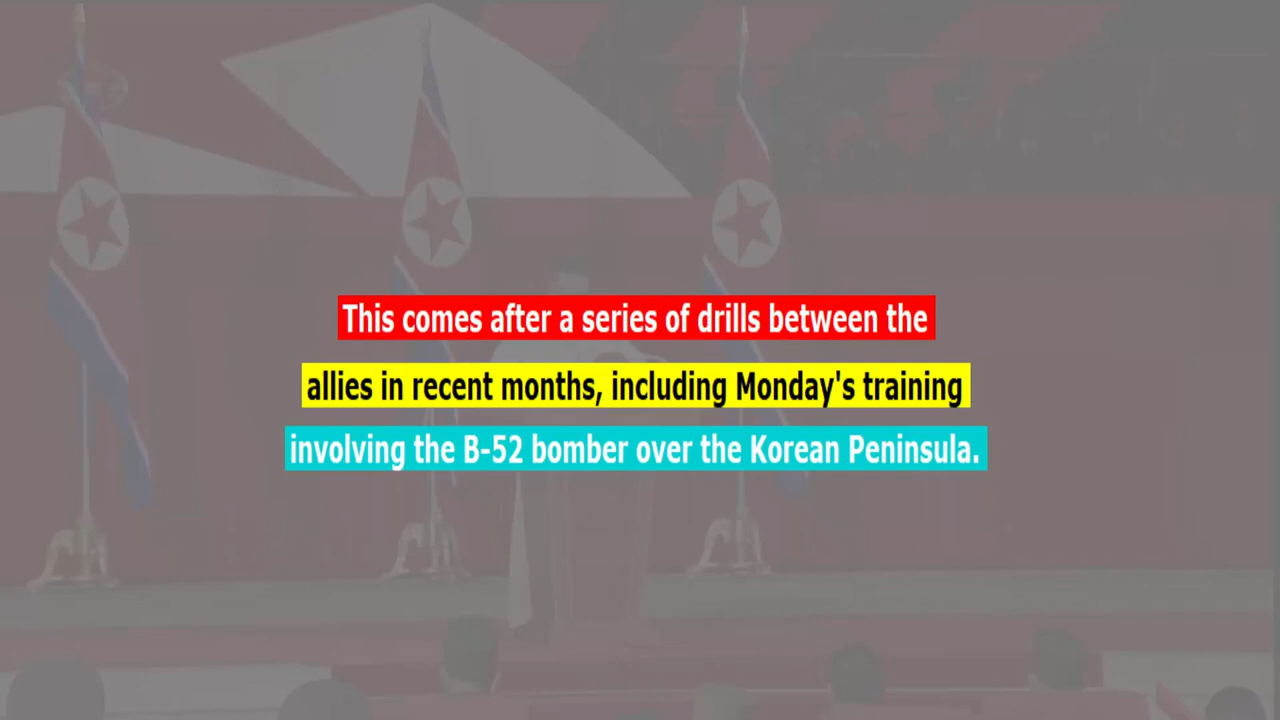 This comes after a series of drills between the
allies in recent months, including Monday's training
involving the B-52 bomber over the Korean Peninsula.